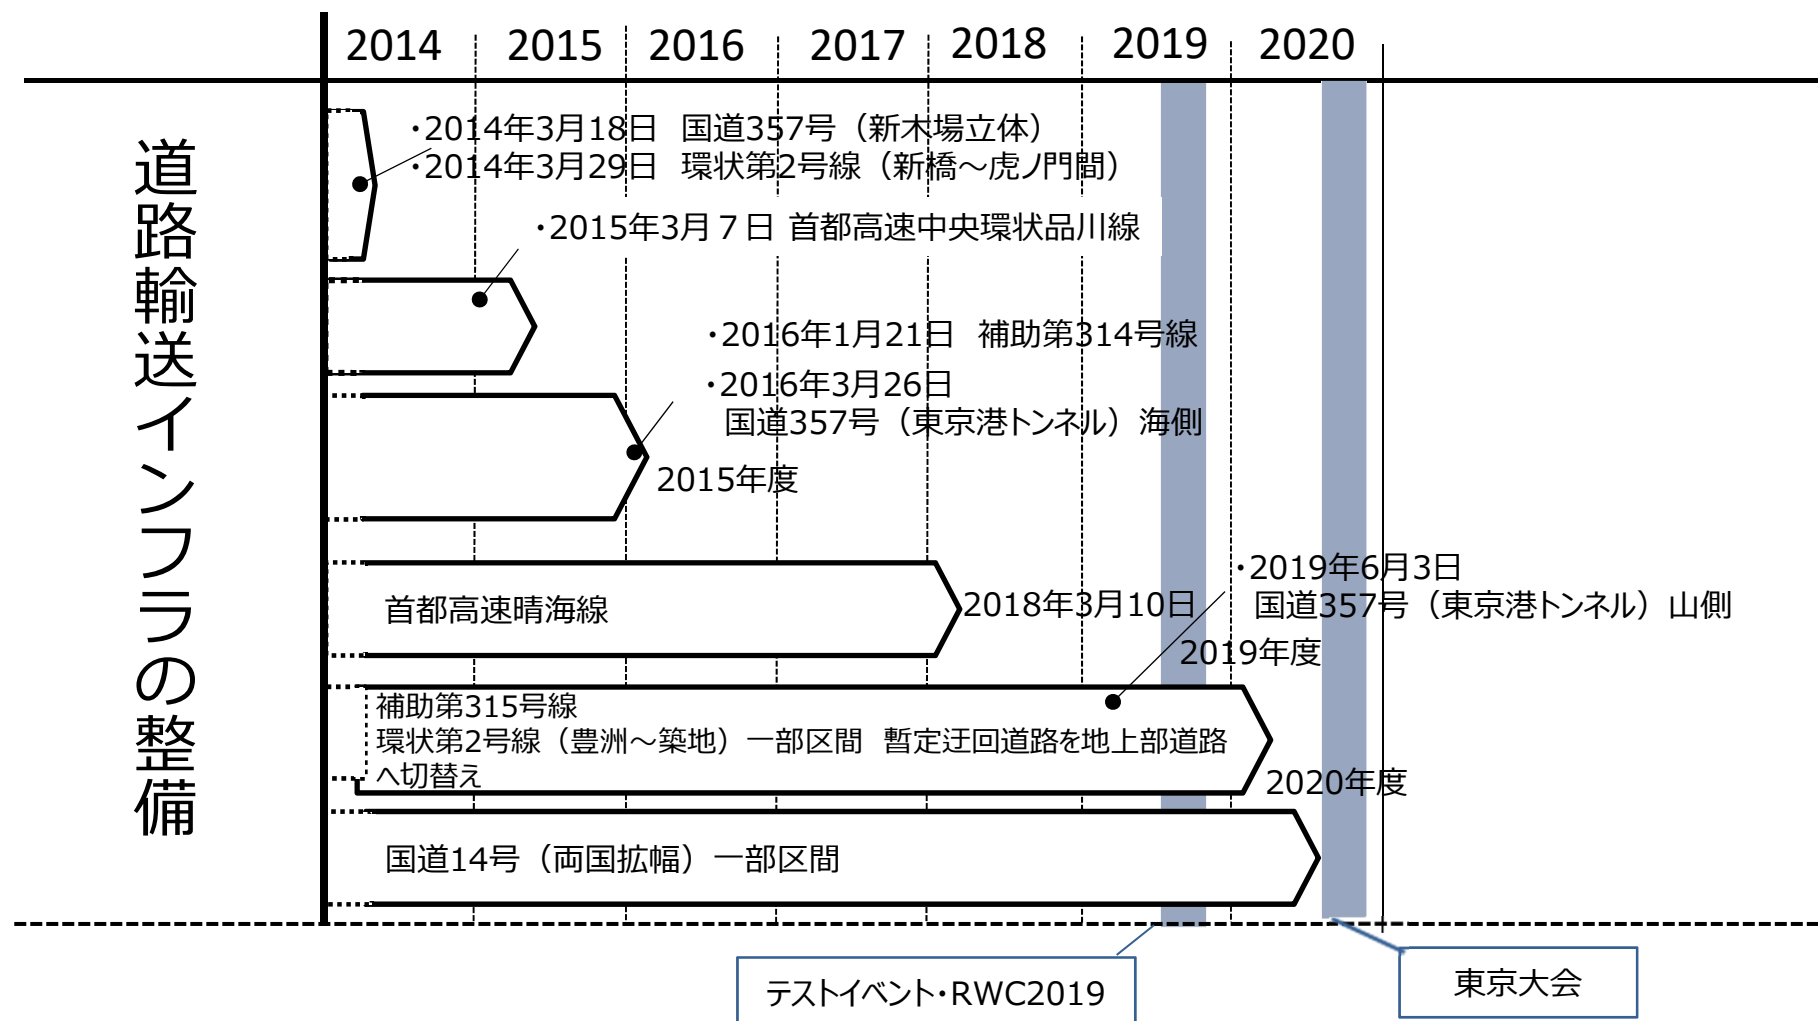 2014 2015 2016 2017 2018 2019 2020
道路輸送インフラの整備
・2014年3月18日 国道357号（新木場立体）
・2014年3月29日 環状第2号線（新橋～虎ノ門間）
・2015年3月７日 首都高速中央環状品川線
・2016年1月21日 補助第314号線
・2016年3月26日
国道357号（東京港トンネル）海側
2015年度
首都高速晴海線
2018年3月10日
・2019年6月3日
国道357号（東京港トンネル）山側
2019年度
補助第315号線
環状第2号線（豊洲～築地）一部区間 暫定迂回道路を地上部道路
へ切替え
2020年度
国道14号（両国拡幅）一部区間
テストイベント・RWC2019
東京大会